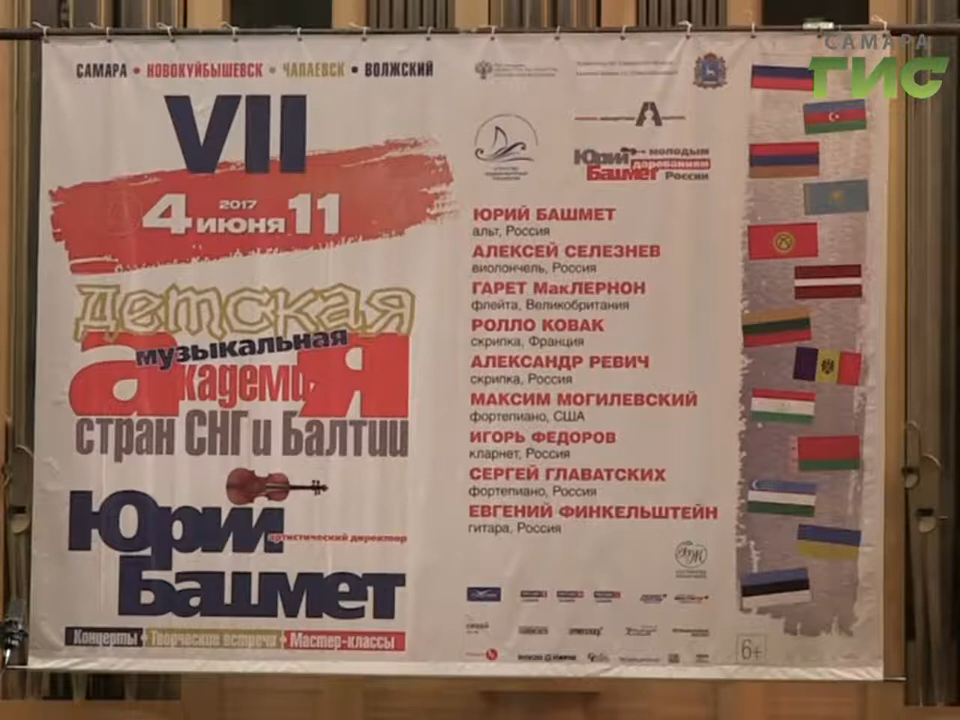 САМАРА
ГИС
САМАРА • НОВОКУЙБЫШЕВСК • ЧАПАЕВСК • ВОЛЖСКИЙ
VII
2017
4 июня 11
Детская
музыкальная
академия
стран СНГ и Балтии
Юрий
артистический директор
Башмет
Концерты • Творческие встречи • Мастер-классы
Юрий Башмет
молодым
дарованиям
России
ЮРИЙ БАШМЕТ
альт, Россия
АЛЕКСЕЙ СЕЛЕЗНЕВ
виолончель, Россия
ГАРЕТ МакЛЕРНОН
флейта, Великобритания
РОЛЛО КОВАК
скрипка, Франция
АЛЕКСАНДР РЕВИЧ
скрипка, Россия
МАКСИМ МОГИЛЕВСКИЙ
фортепиано, США
ИГОРЬ ФЕДОРОВ
кларнет, Россия
СЕРГЕЙ ГЛАВАТСКИХ
фортепиано, Россия
ЕВГЕНИЙ ФИНКЕЛЬШТЕЙН
гитара, Россия
6+